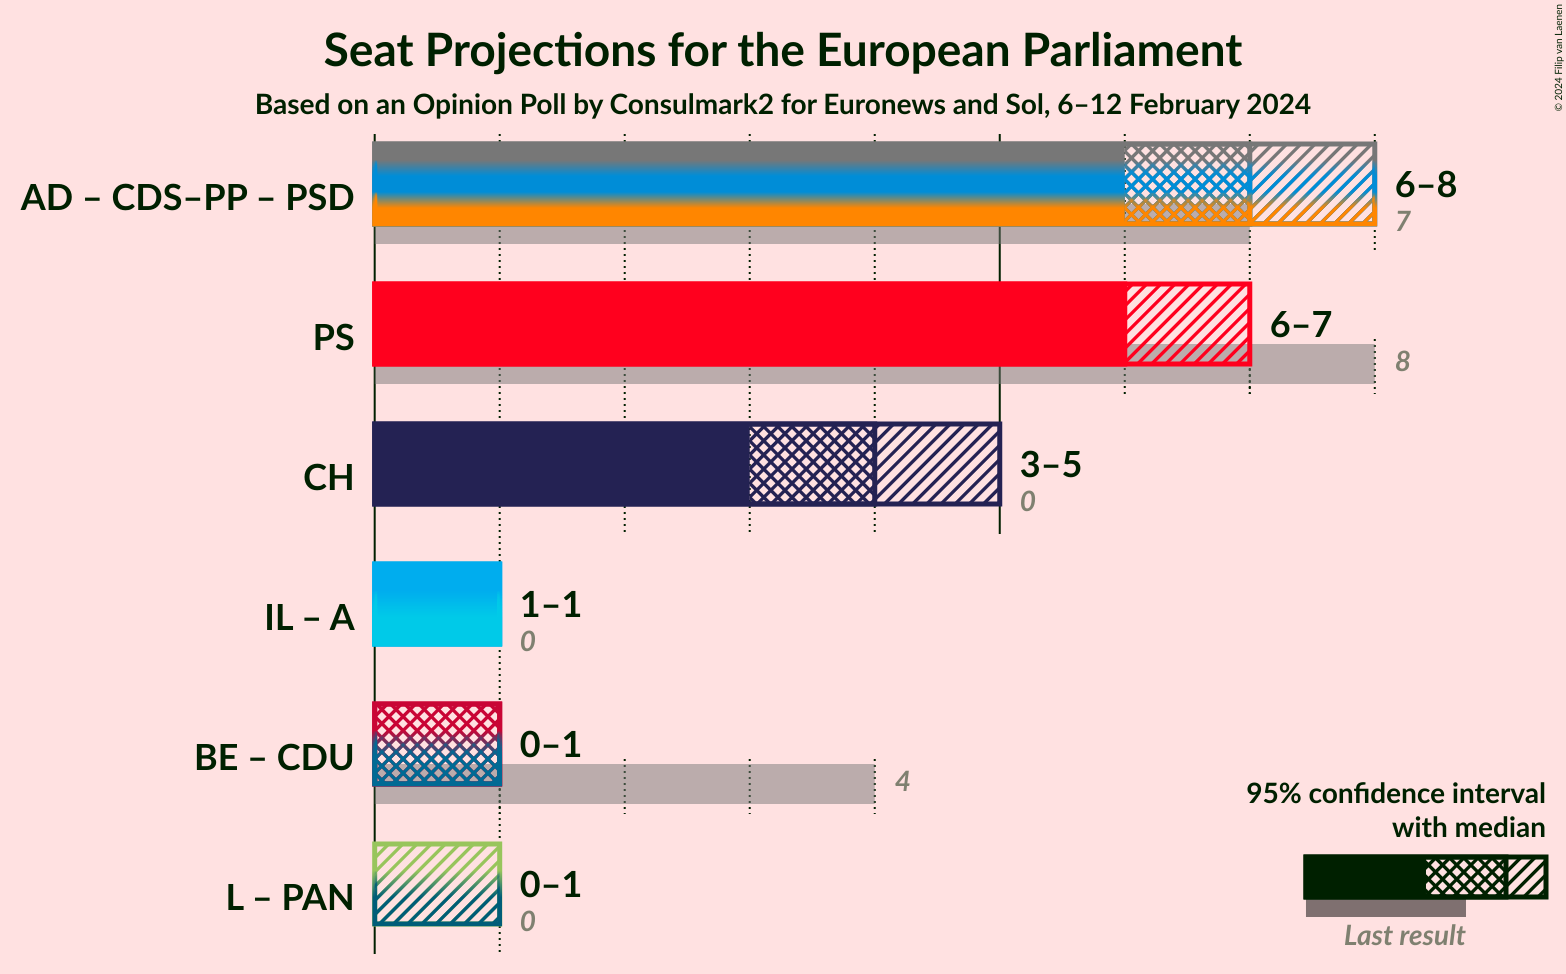 Seat Projections for the European Parliament
Based on an Opinion Poll by Consulmark2 for Euronews and Sol, 6–12 February 2024
© 2024 Filip van Laenen
AD – CDS–PP – PSD
6–8
7
PS
6–7
8
CH
3–5
0
IL – A
1–1
0
BE – CDU
0–1
4
L – PAN
0–1
0
95% confidence interval
with median
Last result